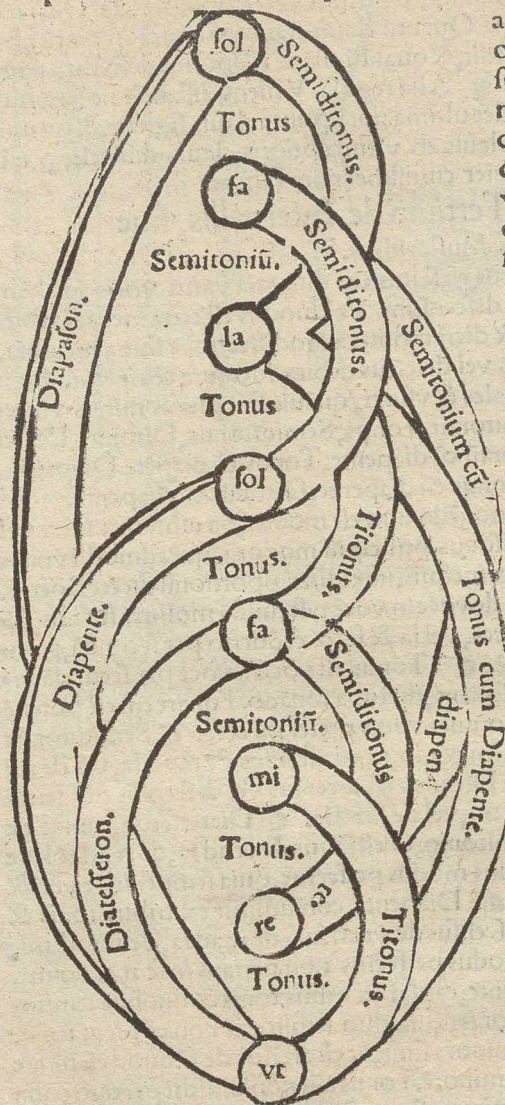 ſol
Semiditonus.
Tonus
fa
Semitoniū.
Semiditonus.
Diapaſon.
la
Tonus
Semitonium cū
ſol
Tonus.
Titonus.
Diapente.
fa
Semiditonus
Tonus cum Diapente.
diapen
Semitoniū.
mi
Tonus.
Diateſſeron.
re
Titonus.
Tonus.
vt